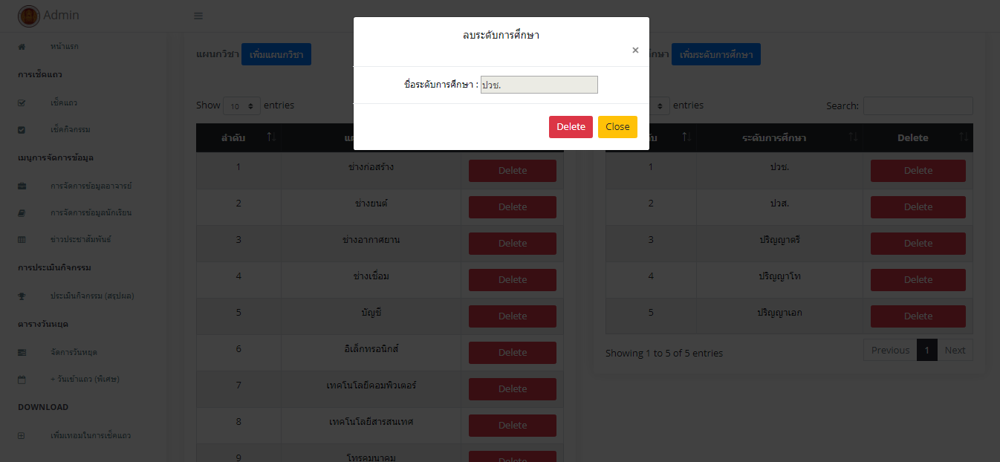 Admin
หน้าแรก
การเช็คแถว
เช็คแถว
เช็คกิจกรรม
เมนูการจัดการข้อมูล
การจัดการข้อมูลอาจารย์
การจัดการข้อมูลนักเรียน
ข่าวประชาสัมพันธ์
การประเมินกิจกรรม
ประเมินกิจกรรม (สรุปผล)
ตารางวันหยุด
จัดการวันหยุด
+ วันเข้าแถว (พิเศษ)
DOWNLOAD
เพิ่มเทอมในการเช็คแถว
ลบระดับการศึกษา
×
ชื่อระดับการศึกษา : ปวช.
Delete Close
แผนกวิชา เพิ่มแผนกวิชา
Show 10 entries
ลำดับ
1 ช่างก่อสร้าง Delete
2 ช่างยนต์ Delete
3 ช่างอากาศยาน Delete
4 ช่างเชื่อม Delete
5 บัญชี Delete
6 อิเล็กทรอนิกส์ Delete
7 เทคโนโลยีคอมพิวเตอร์ Delete
8 เทคโนโลยีสารสนเทศ Delete
9 โทรคมนาคม Delete
เพิ่มระดับการศึกษา
entries Search:
ระดับการศึกษา Delete
1 ปวช. Delete
2 ปวส. Delete
3 ปริญญาตรี Delete
4 ปริญญาโท Delete
5 ปริญญาเอก Delete
Showing 1 to 5 of 5 entries
Previous 1 Next